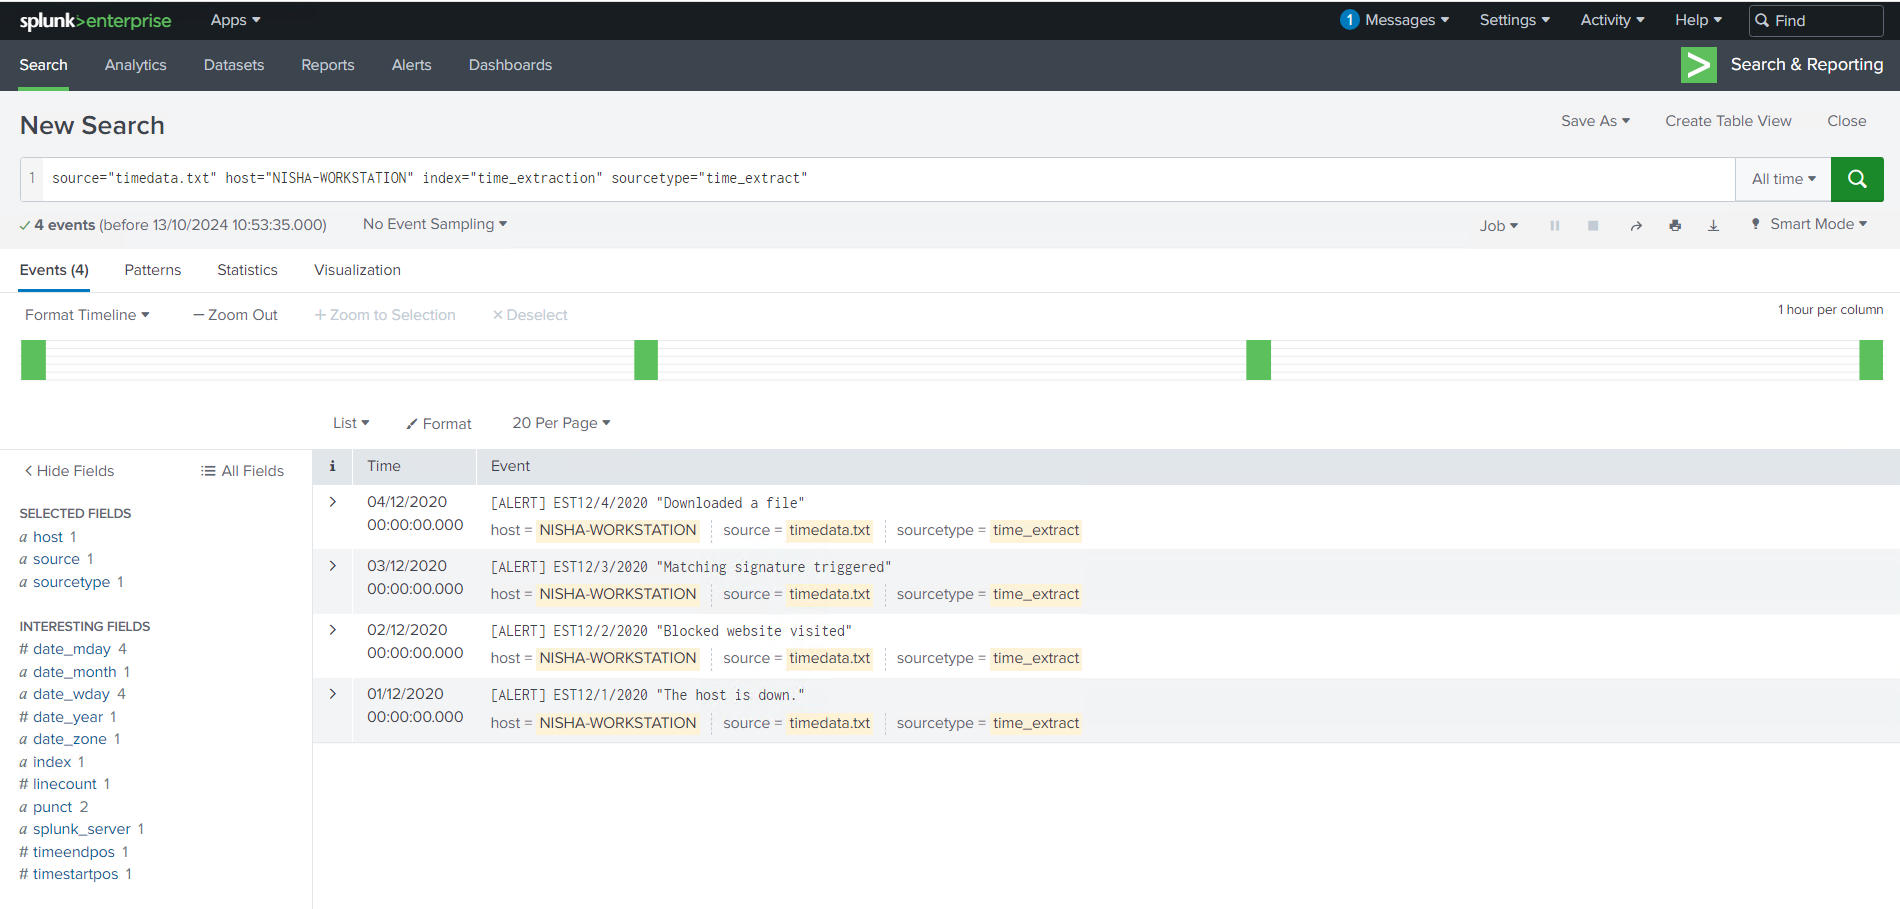 splunk>enterprise Apps 1 Messages Settings Activity Help Find
Search Analytics Datasets Reports Alerts Dashboards Search & Reporting
New Search Save As Create Table View Close
1 source="timedata.txt" host="NISHA-WORKSTATION" index="time_extraction" sourcetype="time_extract" All time
4 events (before 13/10/2024 10:53:35.000) No Event Sampling Job Smart Mode
Events (4) Patterns Statistics Visualization
Format Timeline — Zoom Out + Zoom to Selection × Deselect 1 hour per column
List Format 20 Per Page
< Hide Fields All Fields
SELECTED FIELDS
a host 1
a source 1
a sourcetype 1
INTERESTING FIELDS
# date_mday 4
a date_month 1
a date_wday 4
# date_year 1
a date_zone 1
a index 1
# linecount 1
a punct 2
a splunk_server 1
# timeendpos 1
# timestartpos 1
i Time Event
04/12/2020 [ALERT] EST12/4/2020 "Downloaded a file"
00:00:00.000 host = NISHA-WORKSTATION source = timedata.txt sourcetype = time_extract
03/12/2020 [ALERT] EST12/3/2020 "Matching signature triggered"
00:00:00.000 host = NISHA-WORKSTATION source = timedata.txt sourcetype = time_extract
02/12/2020 [ALERT] EST12/2/2020 "Blocked website visited"
00:00:00.000 host = NISHA-WORKSTATION source = timedata.txt sourcetype = time_extract
01/12/2020 [ALERT] EST12/1/2020 "The host is down."
00:00:00.000 host = NISHA-WORKSTATION source = timedata.txt sourcetype = time_extract